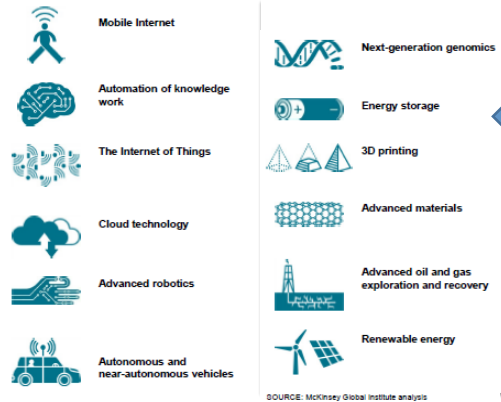 Mobile Internet
Automation of knowledge
work
The Internet of Things
Cloud technology
Advanced robotics
Autonomous and
near-autonomous vehicles
Next-generation genomics
Energy storage
3D printing
Advanced materials
Advanced oil and gas
exploration and recovery
Renewable energy
SOURCE: McKinsey Global Institute analysis